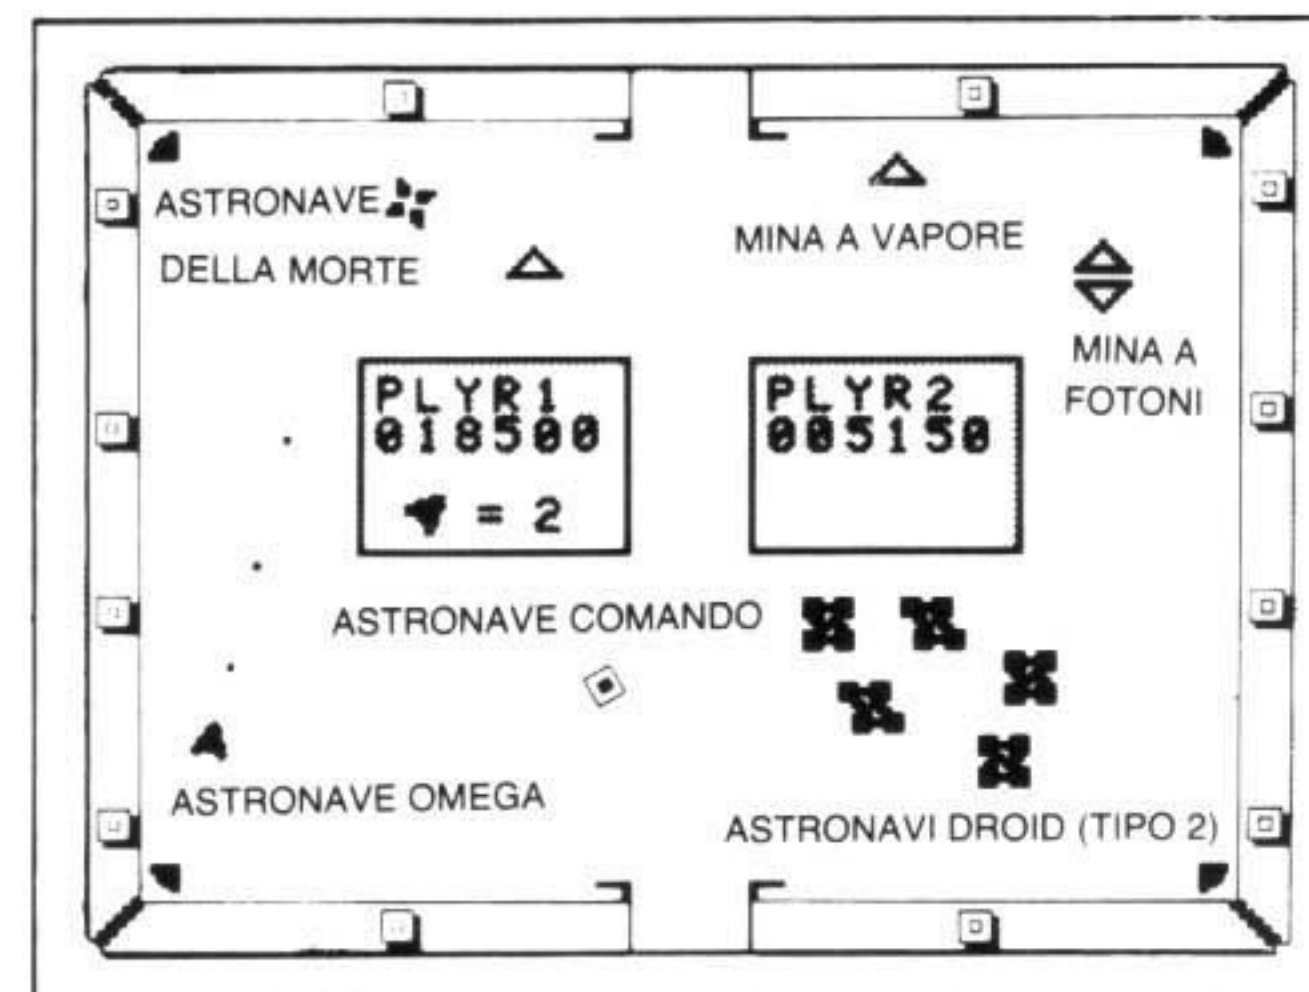 ASTRONAVE
DELLA MORTE
MINA A VAPORE
MINA A
FOTONI
PLYR1
018500
= 2
PLYR2
005150
ASTRONAVE COMANDO
ASTRONAVE OMEGA
ASTRONAVI DROID (TIPO 2)